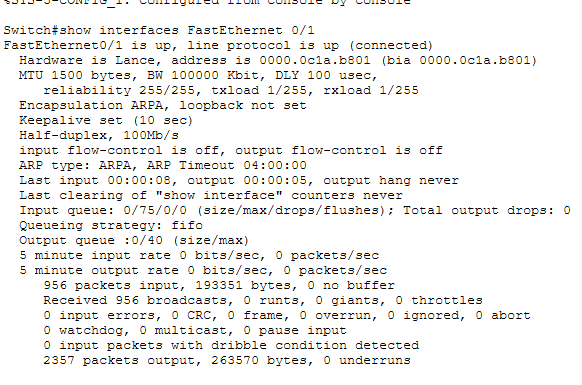 %SYS-5-CONFIG_I: Configured from console by console
Switch#show interfaces FastEthernet 0/1
FastEthernet0/1 is up, line protocol is up (connected)
Hardware is Lance, address is 0000.0c1a.b801 (bia 0000.0c1a.b801)
MTU 1500 bytes, BW 100000 Kbit, DLY 100 usec,
reliability 255/255, txload 1/255, rxload 1/255
Encapsulation ARPA, loopback not set
Keepalive set (10 sec)
Half-duplex, 100Mb/s
input flow-control is off, output flow-control is off
ARP type: ARPA, ARP Timeout 04:00:00
Last input 00:00:08, output 00:00:05, output hang never
Last clearing of "show interface" counters never
Input queue: 0/75/0/0 (size/max/drops/flushes); Total output drops: 0
Queueing strategy: fifo
Output queue :0/40 (size/max)
5 minute input rate 0 bits/sec, 0 packets/sec
5 minute output rate 0 bits/sec, 0 packets/sec
956 packets input, 193351 bytes, 0 no buffer
Received 956 broadcasts, 0 runts, 0 giants, 0 throttles
0 input errors, 0 CRC, 0 frame, 0 overrun, 0 ignored, 0 abort
0 watchdog, 0 multicast, 0 pause input
0 input packets with dribble condition detected
2357 packets output, 263570 bytes, 0 underruns